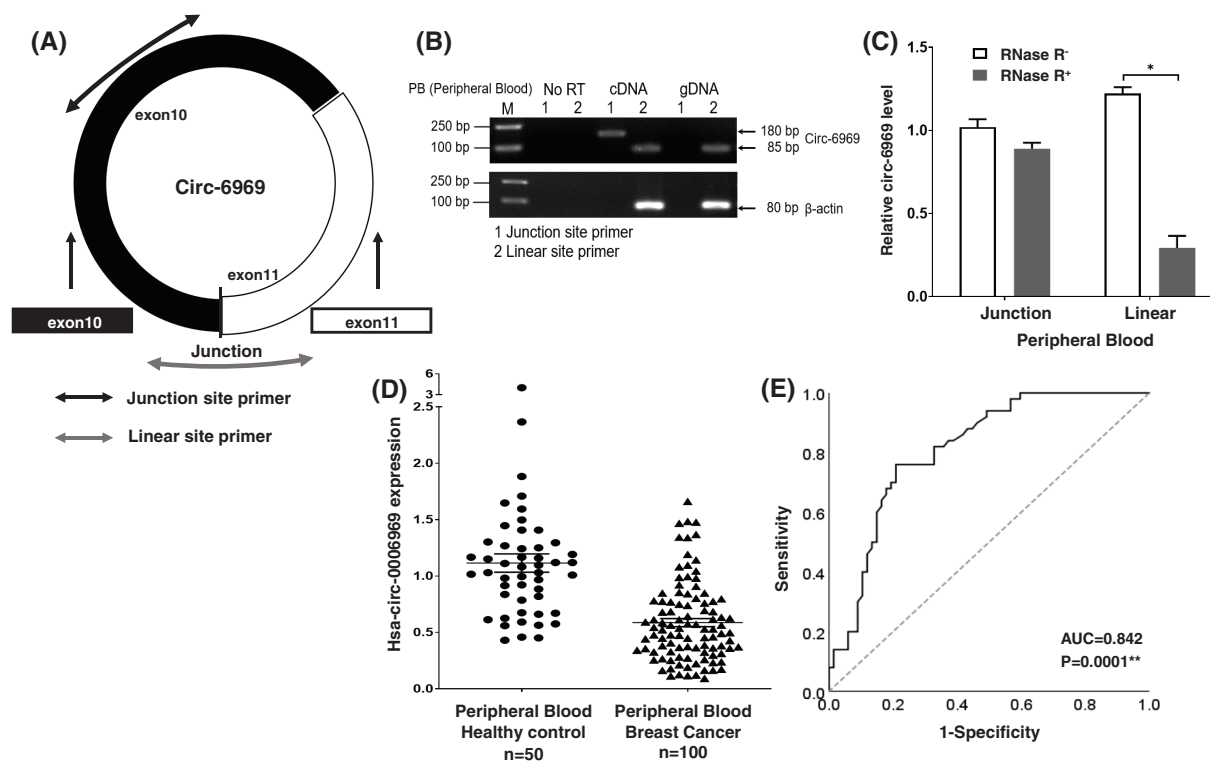 (A)
exon10
Circ-6969
exon11
exon10
exon11
Junction
Junction site primer
Linear site primer
(B)
PB (Peripheral Blood) No RT cDNA gDNA
M 1 2 1 2 1 2
250 bp
100 bp
180 bp
85 bp
Circ-6969
250 bp
100 bp
80 bp β-actin
1 Junction site primer
2 Linear site primer
(C)
RNase R-
RNase R+
*
Relative circ-6969 level
1.5
1.0
0.5
0.0
Junction Linear
Peripheral Blood
(D)
Hsa-circ-0006969 expression
6
3
2.5
2.0
1.5
1.0
0.5
0.0
Peripheral Blood
Healthy control
n=50
Peripheral Blood
Breast Cancer
n=100
(E)
Sensitivity
1.0
0.8
0.6
0.4
0.2
0.0
AUC=0.842
P=0.0001**
0.0 0.2 0.4 0.6 0.8 1.0
1-Specificity